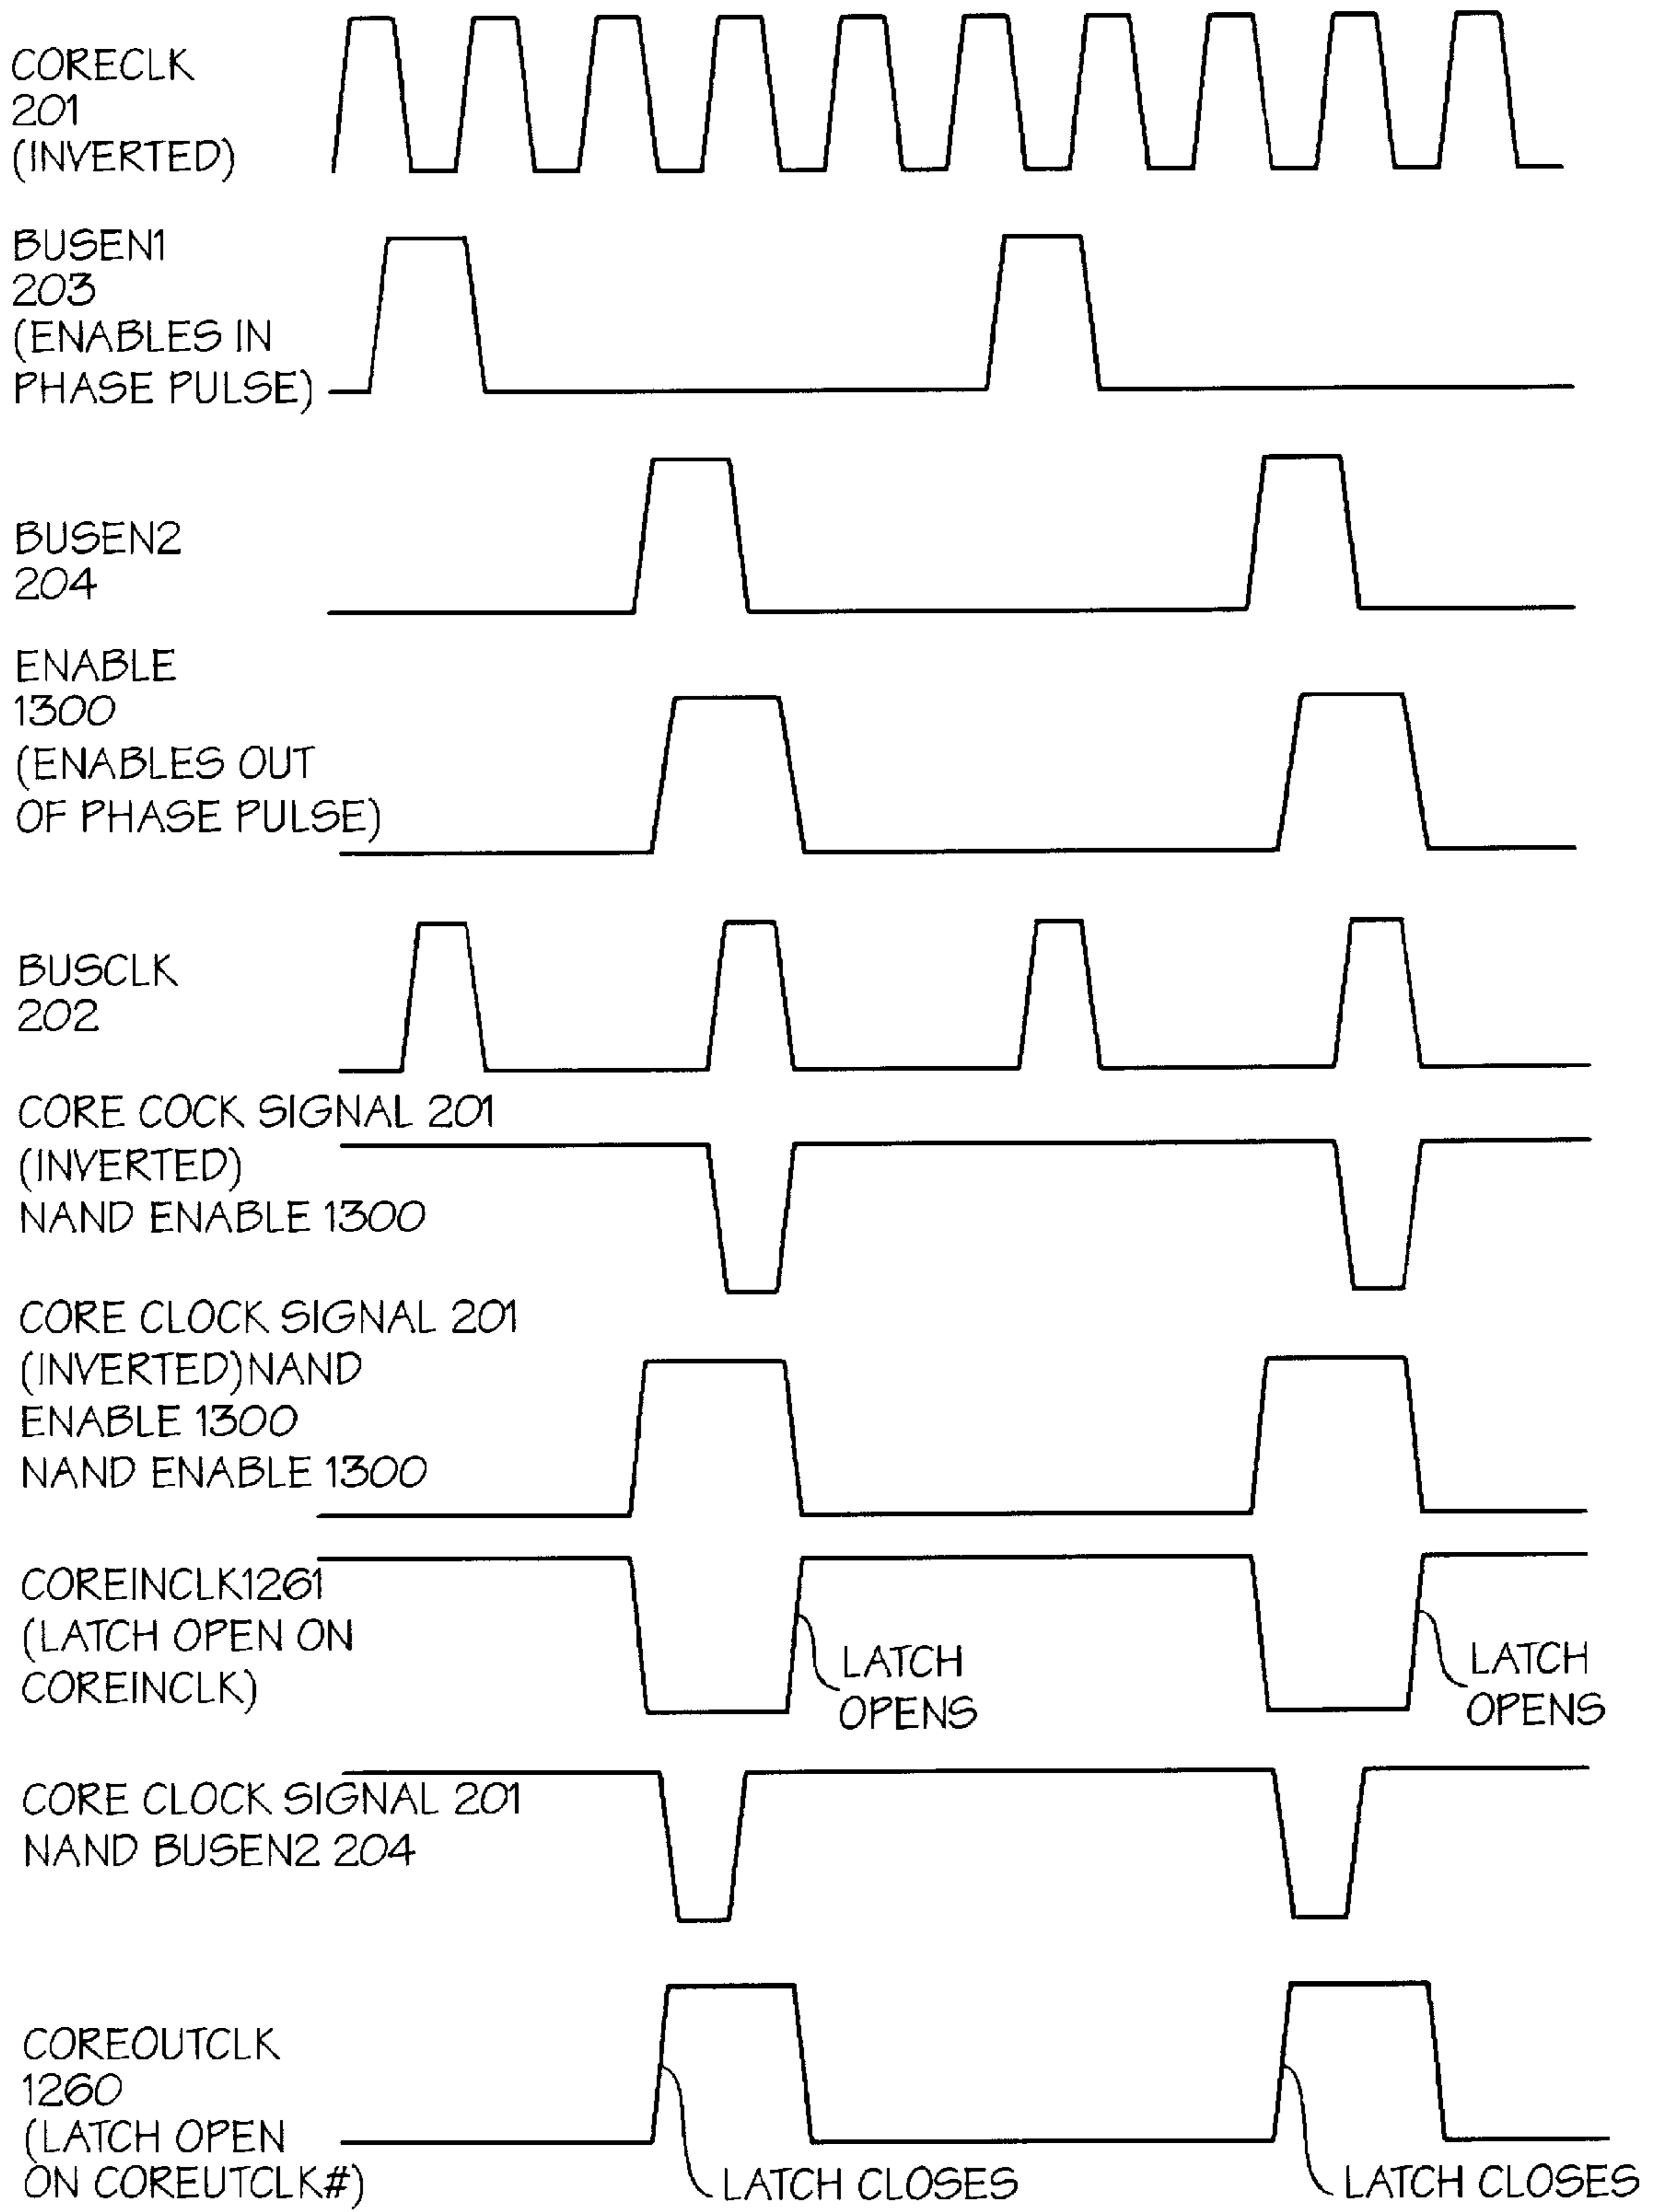 CORECLK
201
(INVERTED)
BUSEN1
203
(ENABLES IN
PHASE PULSE)
BUSEN2
204
ENABLE
1300
(ENABLES OUT
OF PHASE PULSE)
BUSCLK
202
CORE COCK SIGNAL 201
(INVERTED)
NAND ENABLE 1300
CORE CLOCK SIGNAL 201
(INVERTED)NAND
ENABLE 1300
NAND ENABLE 1300
COREINCLK1261
(LATCH OPEN ON
COREINCLK)
LATCH
OPENS
LATCH
OPENS
CORE CLOCK SIGNAL 201
NAND BUSEN2 204
COREOUTCLK
1260
(LATCH OPEN
ON COREUTCLK#)
LATCH CLOSES
LATCH CLOSES